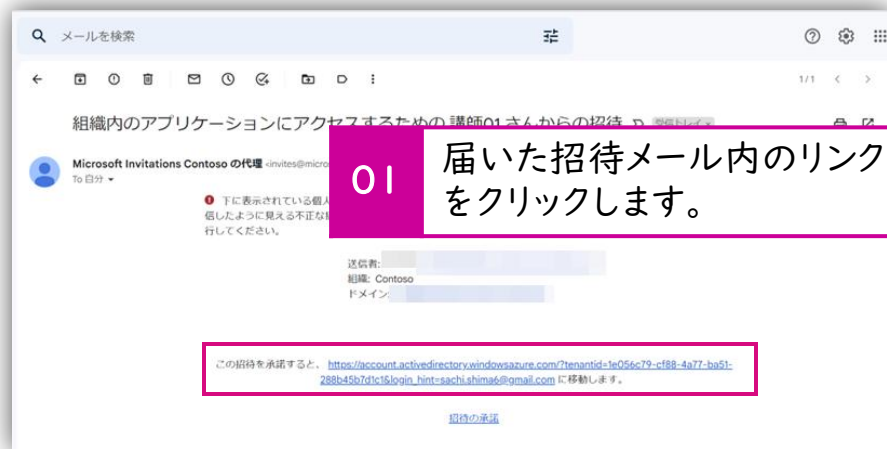 メールを検索
1/1
組織内のアプリケーションにアクセスするための 講師01 さんからの招待
受信トレイ
Microsoft Invitations Contoso の代理 <invites@micro
To 自分
01
届いた招待メール内のリンク
をクリックします。
下に表示されている個人
信したように見える不正な
行してください。
送信者:
組織: Contoso
ドメイン:
この招待を承諾すると、 https://account.activedirectory.windowsazure.com/?tenantid=1e056c79-cf88-4a77-ba51-
288b45b7d1c1&login_hint=sachi.shima6@gmail.com に移動します。
招待の承諾